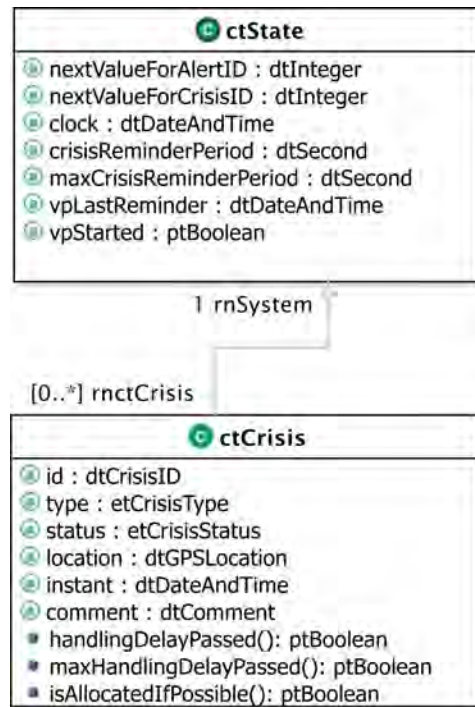 ctState
nextValueForAlertID : dtInteger
nextValueForCrisisID : dtInteger
clock : dtDateAndTime
crisisReminderPeriod : dtSecond
maxCrisisReminderPeriod : dtSecond
vpLastReminder : dtDateAndTime
vpStarted : ptBoolean
1 rnSystem
[0..*] rnctCrisis
ctCrisis
id : dtCrisisID
type : etCrisisType
status : etCrisisStatus
location : dtGPSLocation
instant : dtDateAndTime
comment : dtComment
handlingDelayPassed(): ptBoolean
maxHandlingDelayPassed(): ptBoolean
isAllocatedIfPossible(): ptBoolean